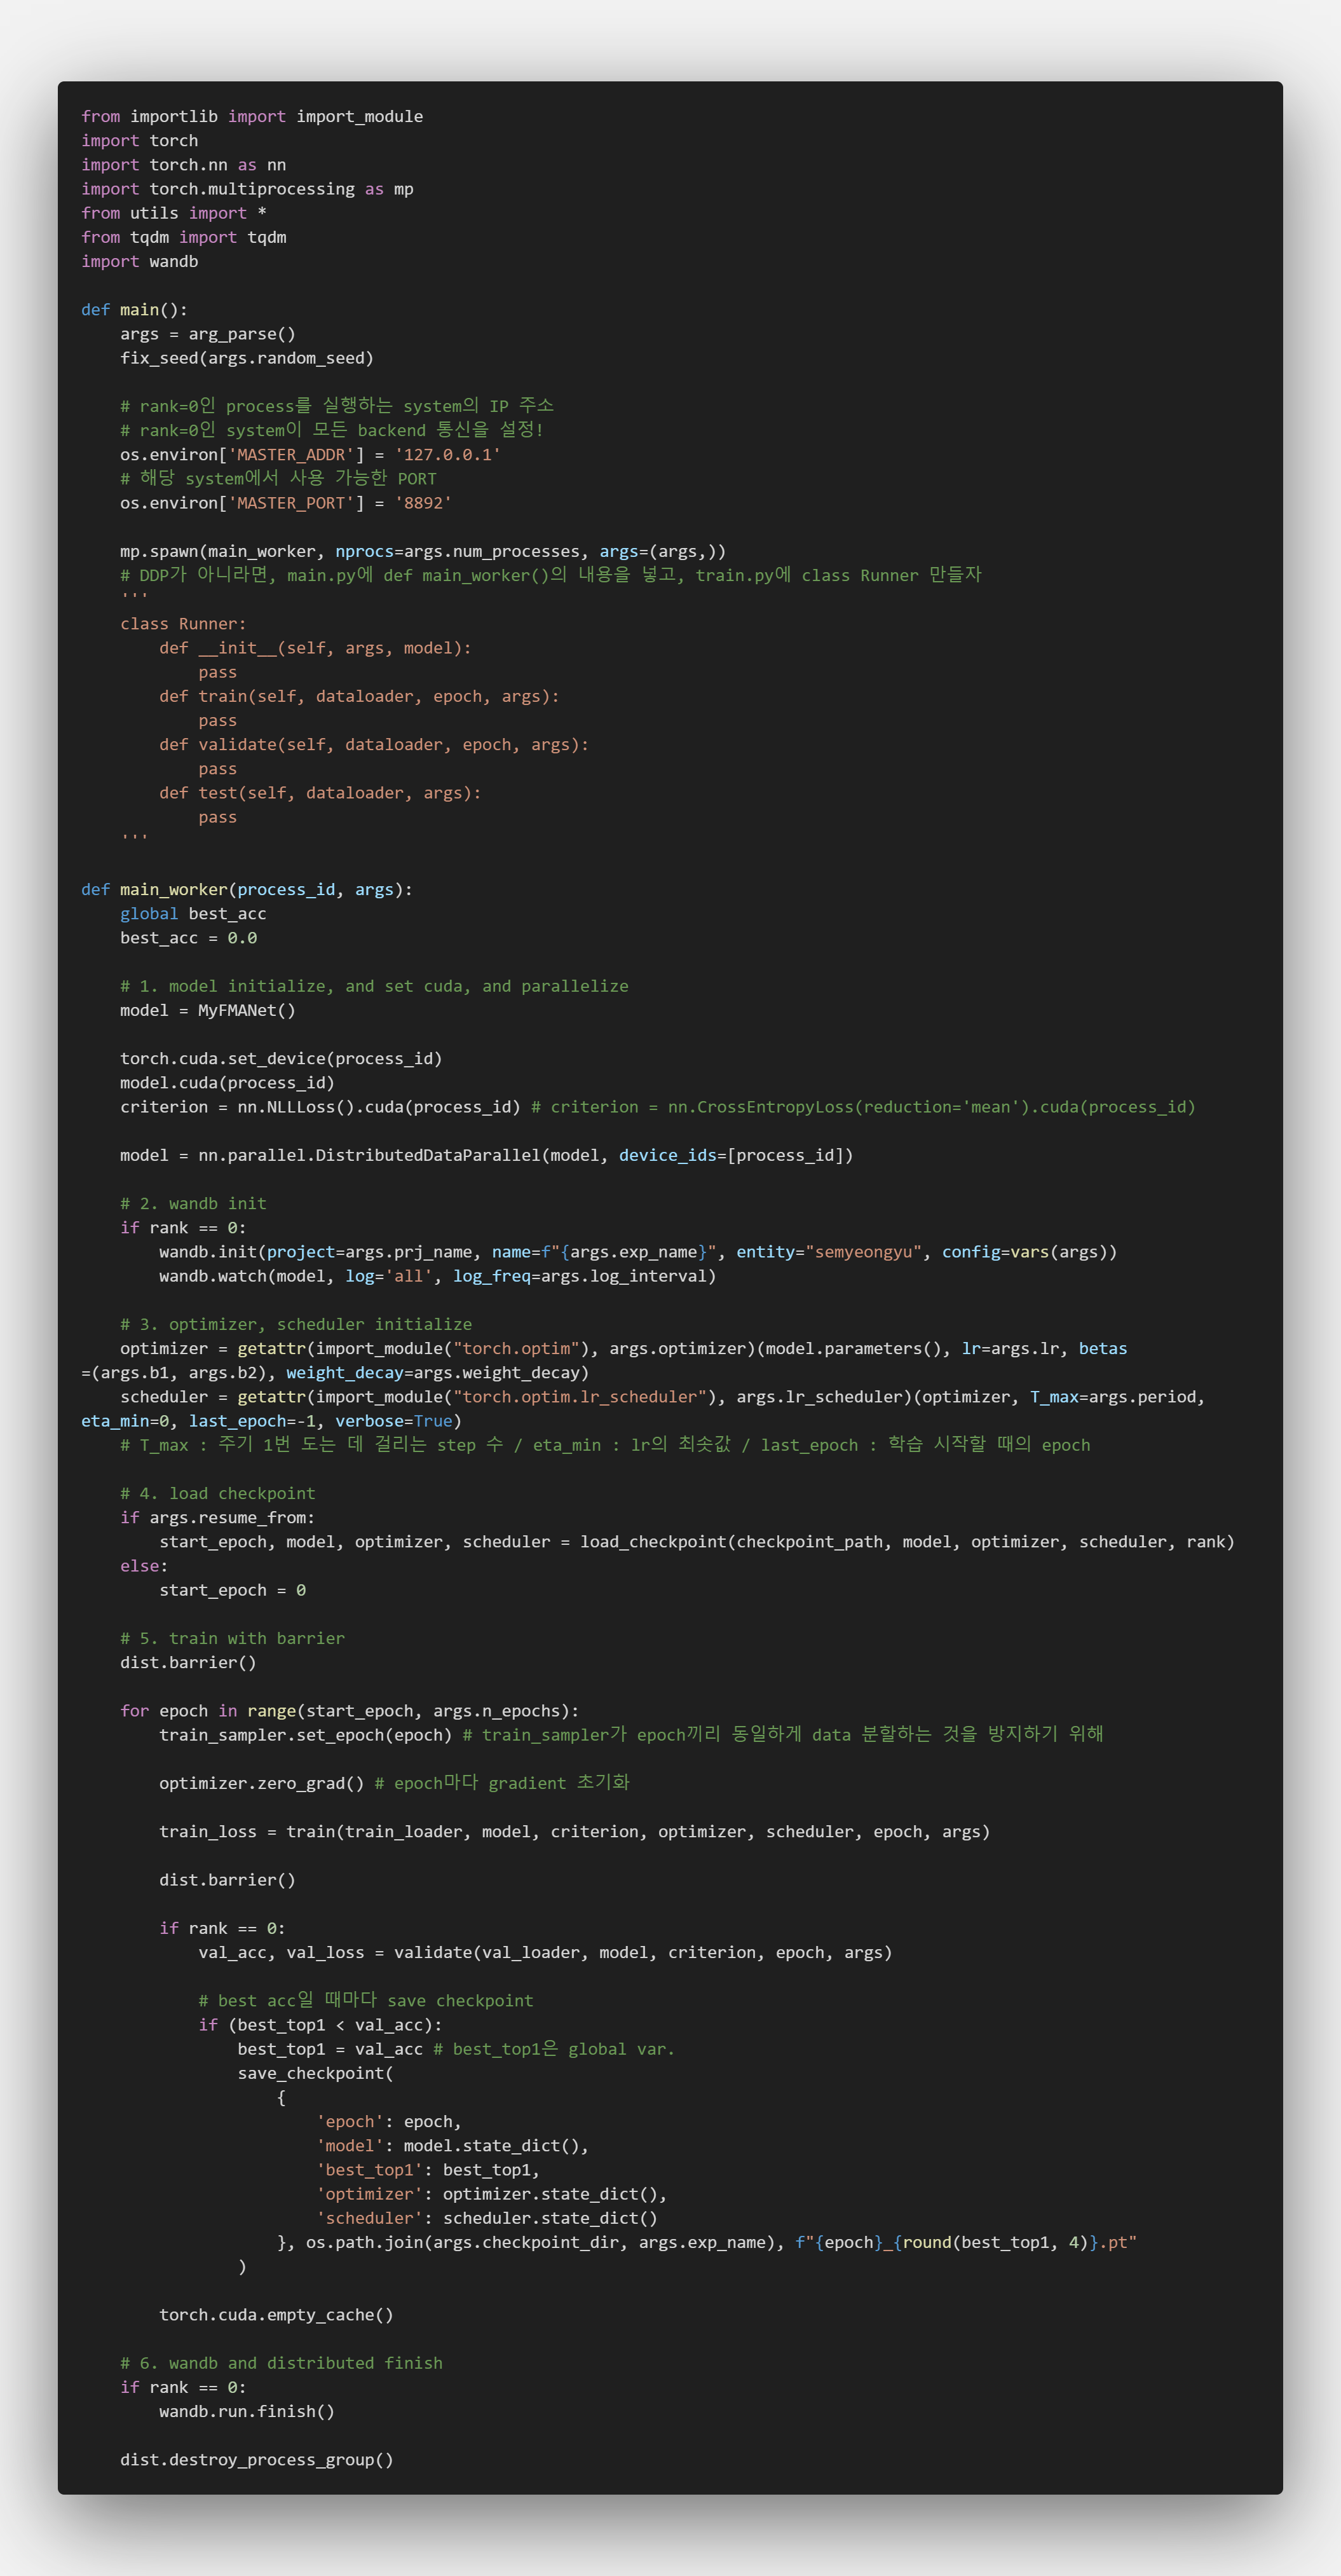 from importlib import import_module
import torch
import torch.nn as nn
import torch.multiprocessing as mp
from utils import *
from tqdm import tqdm
import wandb

def main():
    args = arg_parse()
    fix_seed(args.random_seed)

    # rank=0인 process를 실행하는 system의 IP 주소
    # rank=0인 system이 모든 backend 통신을 설정!
    os.environ['MASTER_ADDR'] = '127.0.0.1'
    # 해당 system에서 사용 가능한 PORT
    os.environ['MASTER_PORT'] = '8892'

    mp.spawn(main_worker, nprocs=args.num_processes, args=(args,))
    # DDP가 아니라면, main.py에 def main_worker()의 내용을 넣고, train.py에 class Runner 만들자
    '''
    class Runner:
        def __init__(self, args, model):
            pass
        def train(self, dataloader, epoch, args):
            pass
        def validate(self, dataloader, epoch, args):
            pass
        def test(self, dataloader, args):
            pass
    '''

def main_worker(process_id, args):
    global best_acc
    best_acc = 0.0

    # 1. model initialize, and set cuda, and parallelize
    model = MyFMANet()

    torch.cuda.set_device(process_id)
    model.cuda(process_id)
    criterion = nn.NLLLoss().cuda(process_id) # criterion = nn.CrossEntropyLoss(reduction='mean').cuda(process_id)

    model = nn.parallel.DistributedDataParallel(model, device_ids=[process_id])

    # 2. wandb init
    if rank == 0:
        wandb.init(project=args.prj_name, name=f"{args.exp_name}", entity="semyeongyu", config=vars(args))
        wandb.watch(model, log='all', log_freq=args.log_interval)

    # 3. optimizer, scheduler initialize
    optimizer = getattr(import_module("torch.optim"), args.optimizer)(model.parameters(), lr=args.lr, betas
=(args.b1, args.b2), weight_decay=args.weight_decay)
    scheduler = getattr(import_module("torch.optim.lr_scheduler"), args.lr_scheduler)(optimizer, T_max=args.period,
eta_min=0, last_epoch=-1, verbose=True)
    # T_max : 주기 1번 도는 데 걸리는 step 수 / eta_min : lr의 최솟값 / last_epoch : 학습 시작할 때의 epoch

    # 4. load checkpoint
    if args.resume_from:
        start_epoch, model, optimizer, scheduler = load_checkpoint(checkpoint_path, model, optimizer, scheduler, rank)
    else:
        start_epoch = 0

    # 5. train with barrier
    dist.barrier()

    for epoch in range(start_epoch, args.n_epochs):
        train_sampler.set_epoch(epoch) # train_sampler가 epoch끼리 동일하게 data 분할하는 것을 방지하기 위해

        optimizer.zero_grad() # epoch마다 gradient 초기화

        train_loss = train(train_loader, model, criterion, optimizer, scheduler, epoch, args)

        dist.barrier()

        if rank == 0:
            val_acc, val_loss = validate(val_loader, model, criterion, epoch, args)

            # best acc일 때마다 save checkpoint
            if (best_top1 < val_acc):
                best_top1 = val_acc # best_top1은 global var.
                save_checkpoint(
                    {
                        'epoch': epoch,
                        'model': model.state_dict(),
                        'best_top1': best_top1,
                        'optimizer': optimizer.state_dict(),
                        'scheduler': scheduler.state_dict()
                    }, os.path.join(args.checkpoint_dir, args.exp_name), f"{epoch}_{round(best_top1, 4)}.pt"
                )

        torch.cuda.empty_cache()

    # 6. wandb and distributed finish
    if rank == 0:
        wandb.run.finish()

    dist.destroy_process_group()